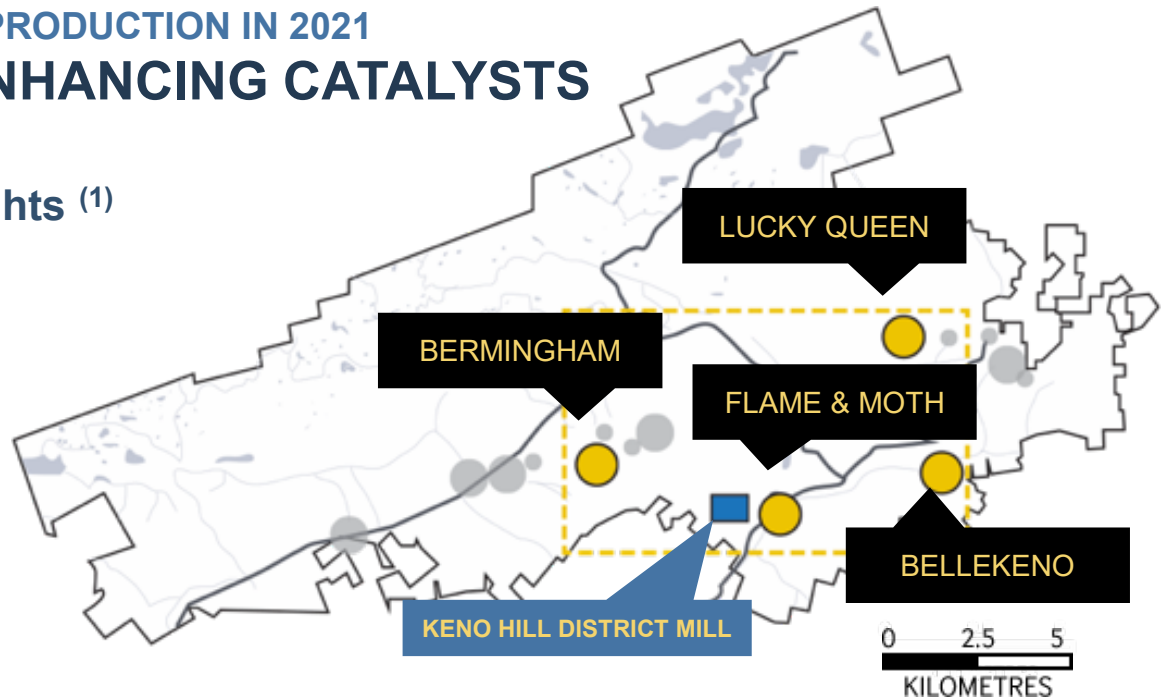 PRODUCTION IN 2021
NHANCING CATALYSTS
hts (1)
LUCKY QUEEN
BERMINGHAM
FLAME & MOTH
BELLEKENO
KENO HILL DISTRICT MILL
0 2.5 5
KILOMETRES